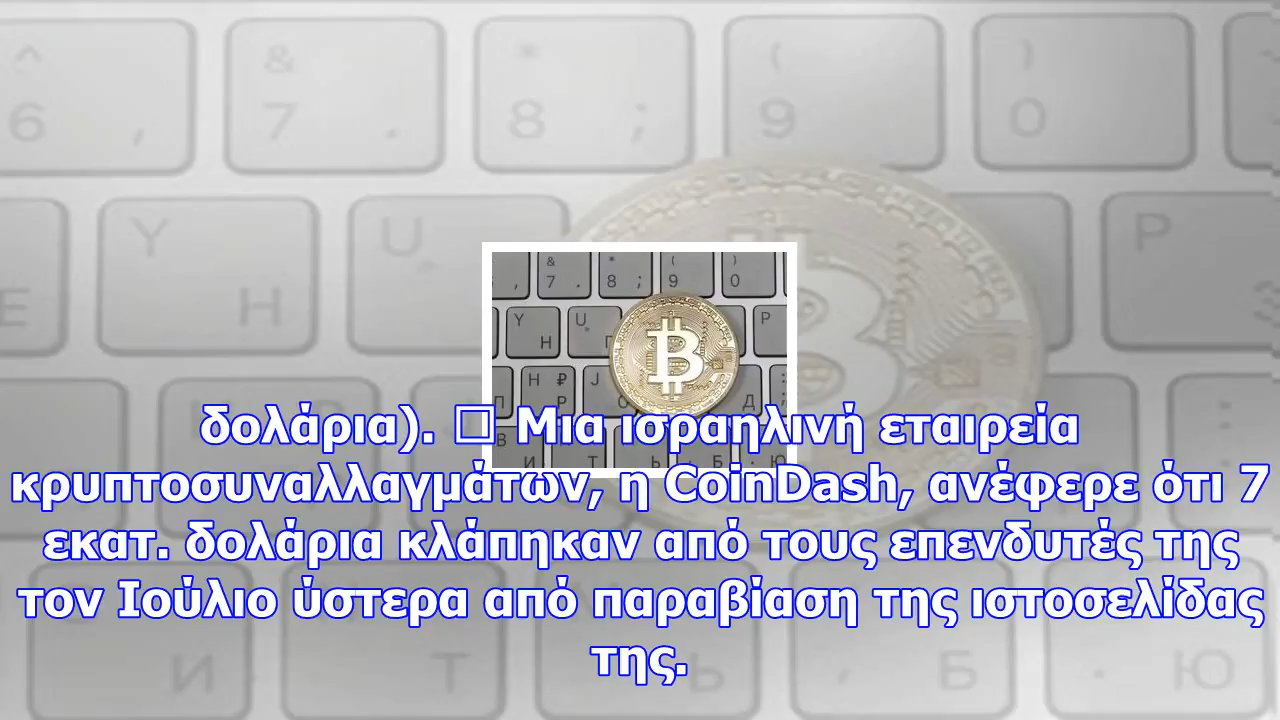 δολάρια). □ Μια ισραηλινή εταιρεία
κρυπτοσυναλλαγμάτων, η CoinDash, ανέφερε ότι 7
εκατ. δολάρια κλάπηκαν από τους επενδυτές της
τον Ιούλιο ύστερα από παραβίαση της ιστοσελίδας
της.